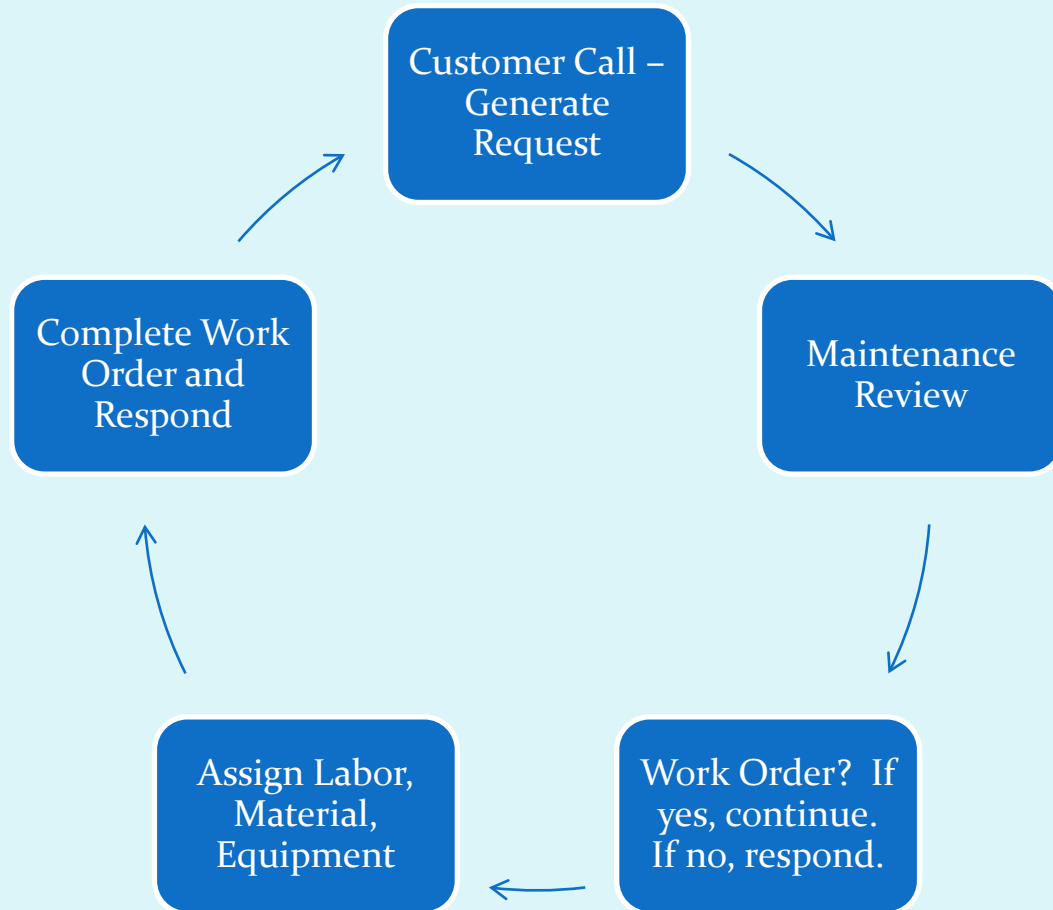 Customer Call –
Generate
Request
Maintenance
Review
Work Order?  If
yes, continue.
If no, respond.
Assign Labor,
Material,
Equipment
Complete Work
Order and
Respond